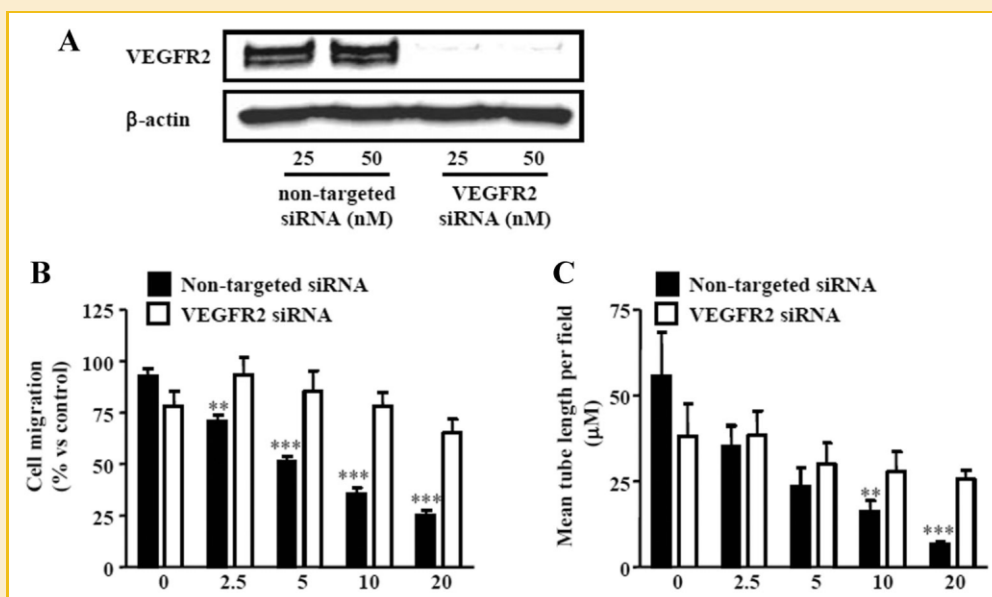 A
VEGFR2
β-actin
25 50 25 50
non-targeted VEGFR2
siRNA (nM) siRNA (nM)
B
Non-targeted siRNA
VEGFR2 siRNA
Cell migration
(% vs control)
125
100
75
50
25
0
**
***
***
***
0 2.5 5 10 20
C
Non-targeted siRNA
VEGFR2 siRNA
Mean tube length per field
(μM)
75
50
25
0
**
***
0 2.5 5 10 20